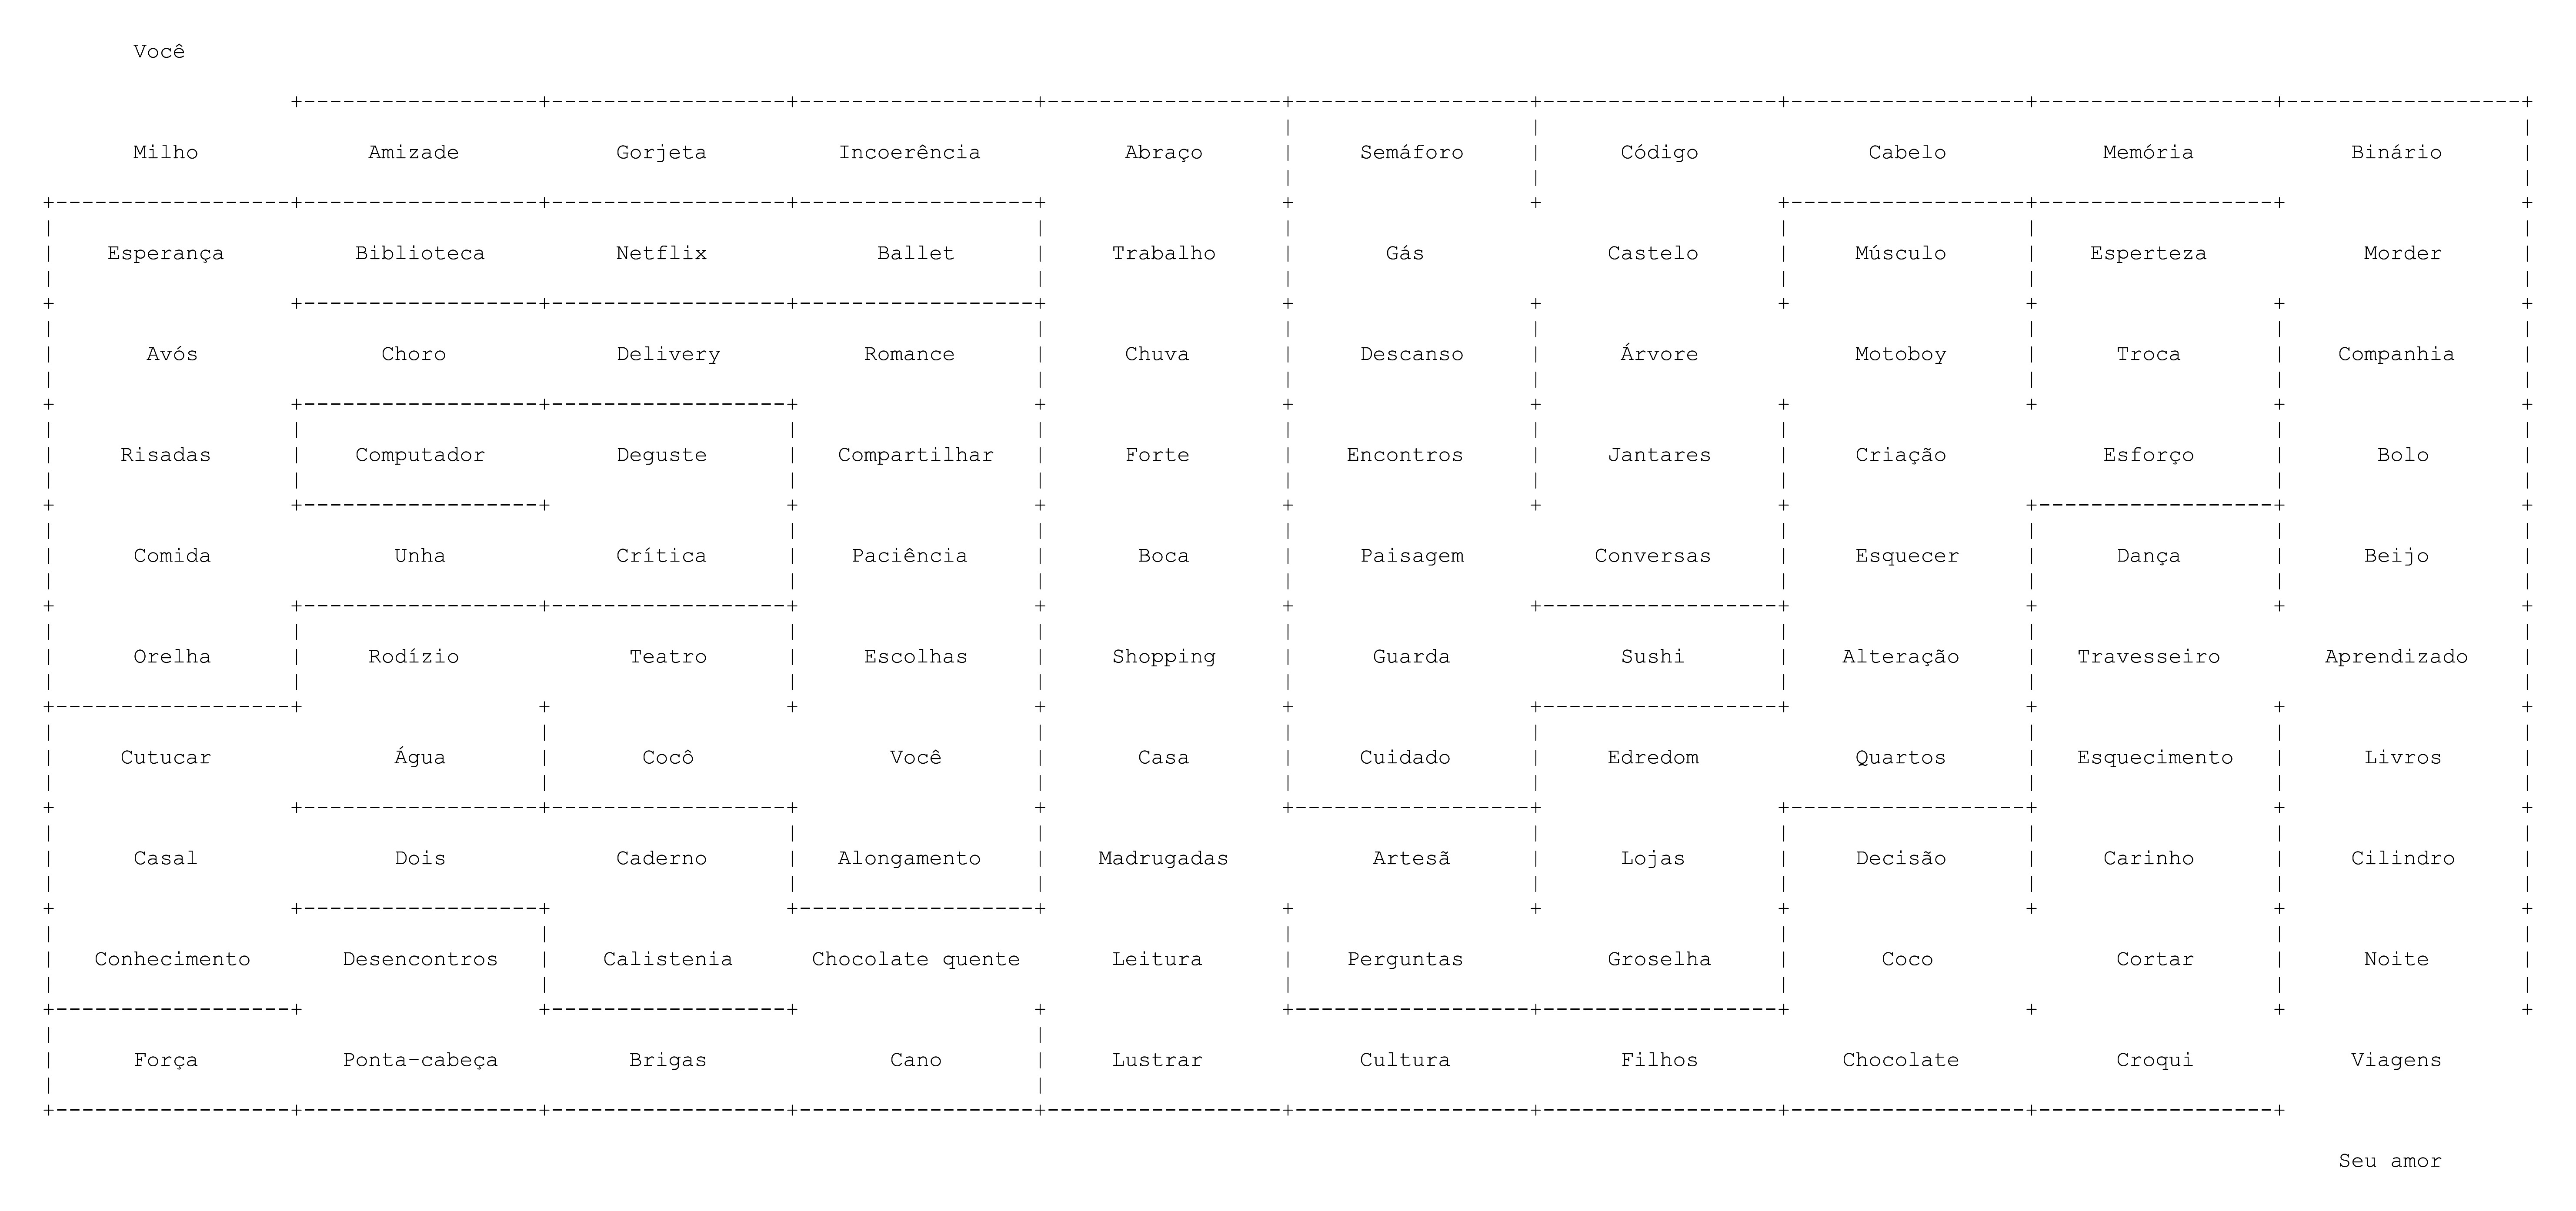 Você
Milho Amizade Gorjeta Incoerência Abraço Semáforo Código Cabelo Memória Binário
Esperança Biblioteca Netflix Ballet Trabalho Gás Castelo Músculo Esperteza Morder
Avós Choro Delivery Romance Chuva Descanso Árvore Motoboy Troca Companhia
Risadas Computador Deguste Compartilhar Forte Encontros Jantares Criação Esforço Bolo
Comida Unha Crítica Paciência Boca Paisagem Conversas Esquecer Dança Beijo
Orelha Rodízio Teatro Escolhas Shopping Guarda Sushi Alteração Travesseiro Aprendizado
Cutucar Água Cocô Você Casa Cuidado Edredom Quartos Esquecimento Livros
Casal Dois Caderno Alongamento Madrugadas Artesã Lojas Decisão Carinho Cilindro
Conhecimento Desencontros Calistenia Chocolate quente Leitura Perguntas Groselha Coco Cortar Noite
Força Ponta-cabeça Brigas Cano Lustrar Cultura Filhos Chocolate Croqui Viagens
Seu amor